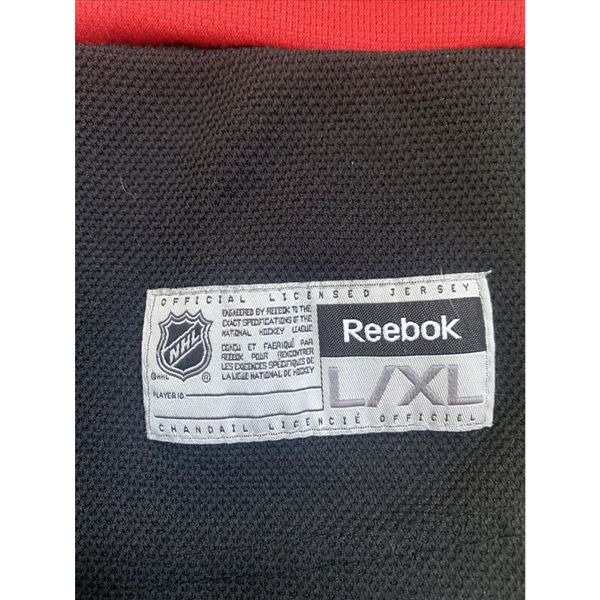 OFFICIAL LICENSED JERSEY
NHL
©NHL ®
ENGINEERED BY REEBOK TO THE
EXACT SPECIFICATIONS OF THE
NATIONAL HOCKEY LEAGUE
CONÇU ET FABRIQUÉ PAR
REEBOK POUR RENCONTRER
LES EXIGENCES SPÉCIFIQUES DE
LA LIGUE NATIONALE DE HOCKEY
PLAYER ID
Reebok
L/XL
CHANDAIL LICENCIÉ OFFICIEL